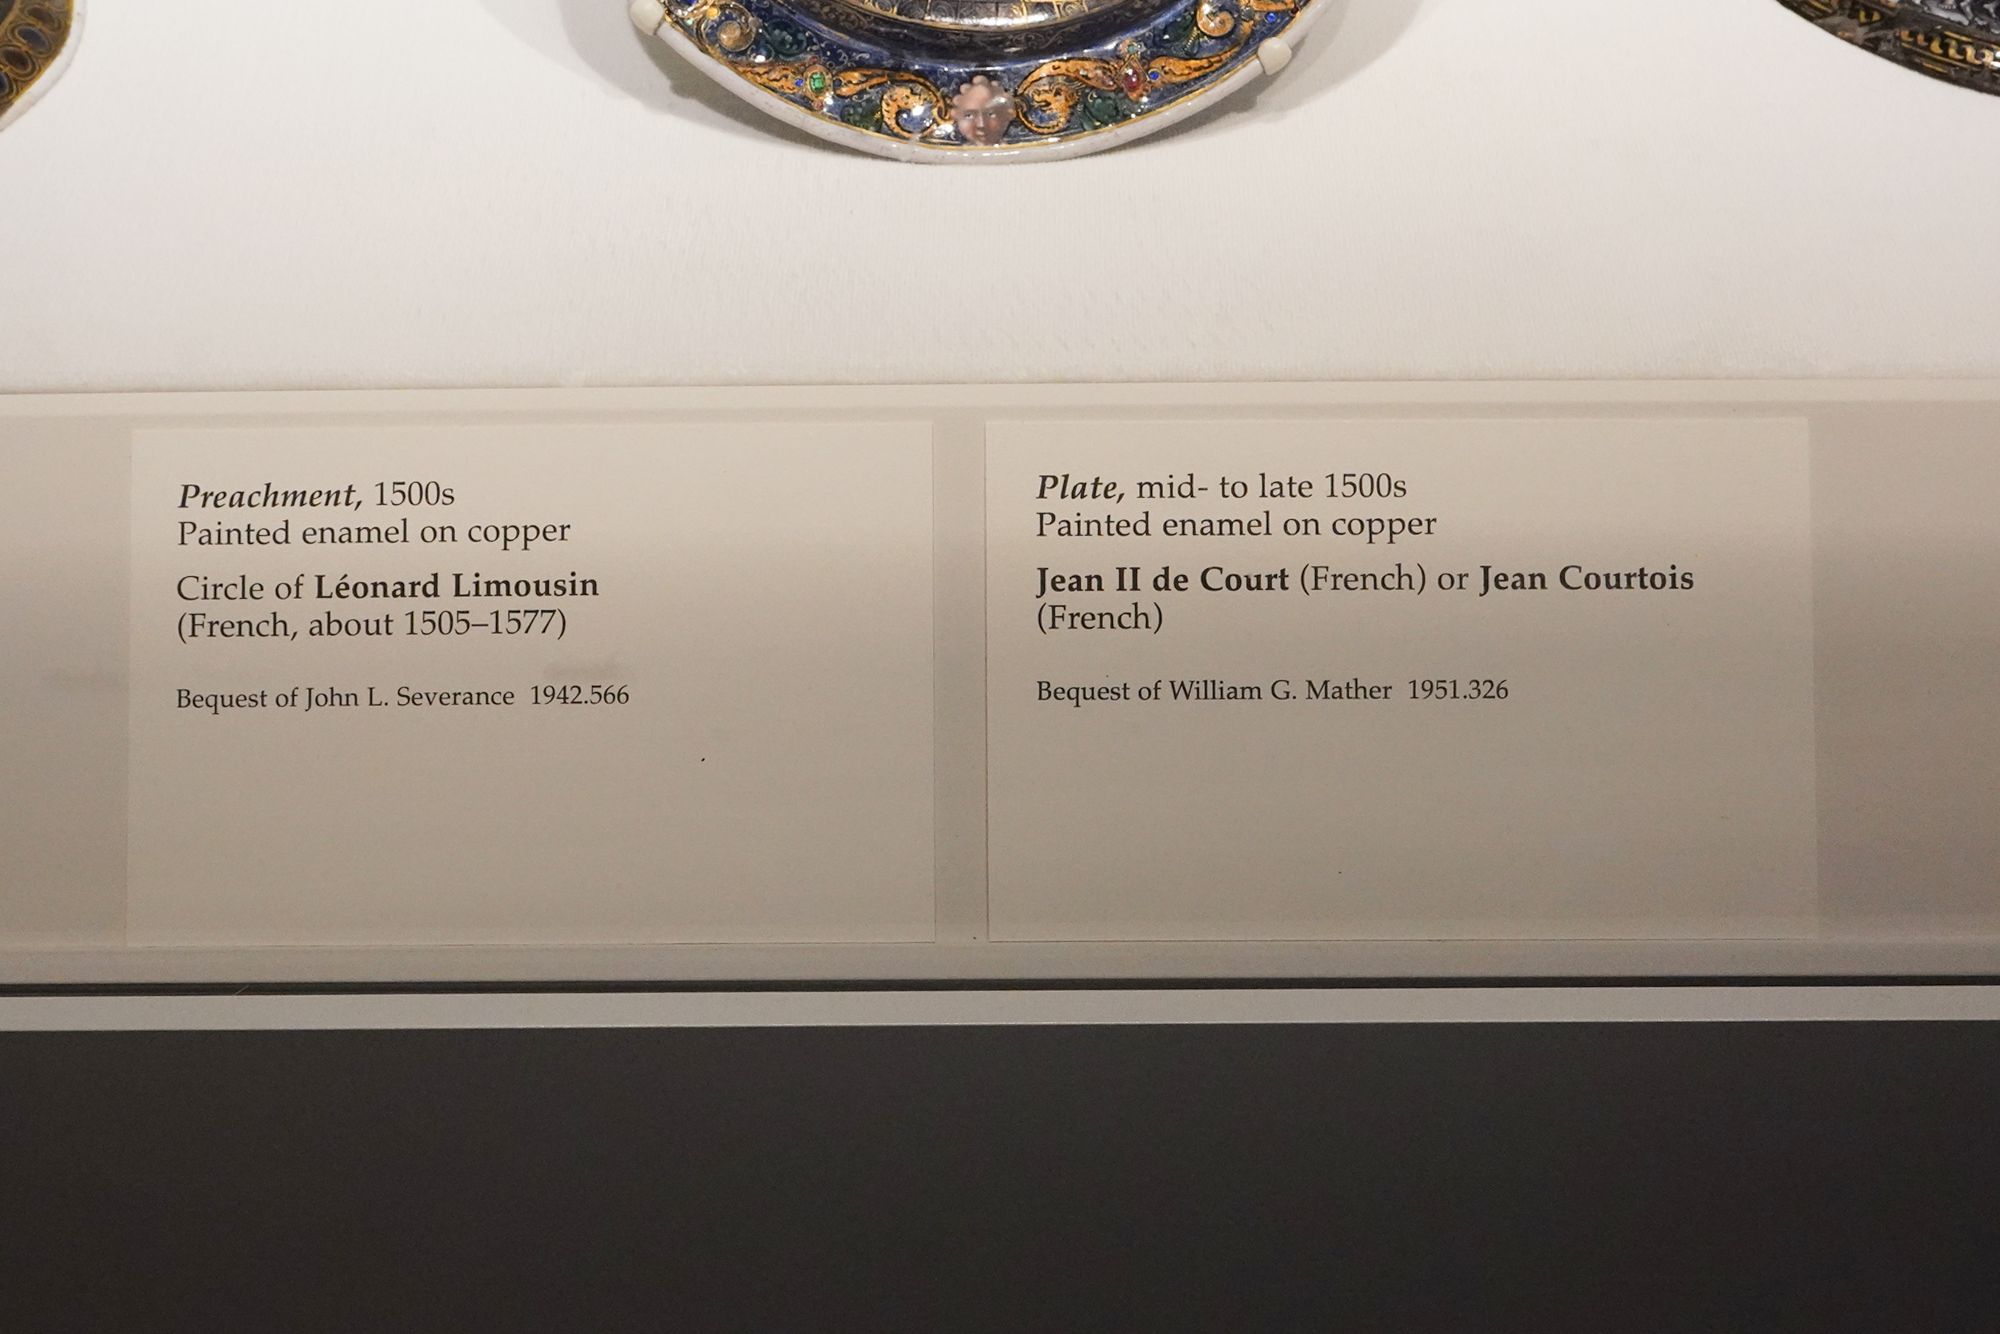 Preachment, 1500s
Painted enamel on copper
Circle of Léonard Limousin
(French, about 1505–1577)
Bequest of John L. Severance 1942.566
Plate, mid- to late 1500s
Painted enamel on copper
Jean II de Court (French) or Jean Courtois
(French)
Bequest of William G. Mather 1951.326